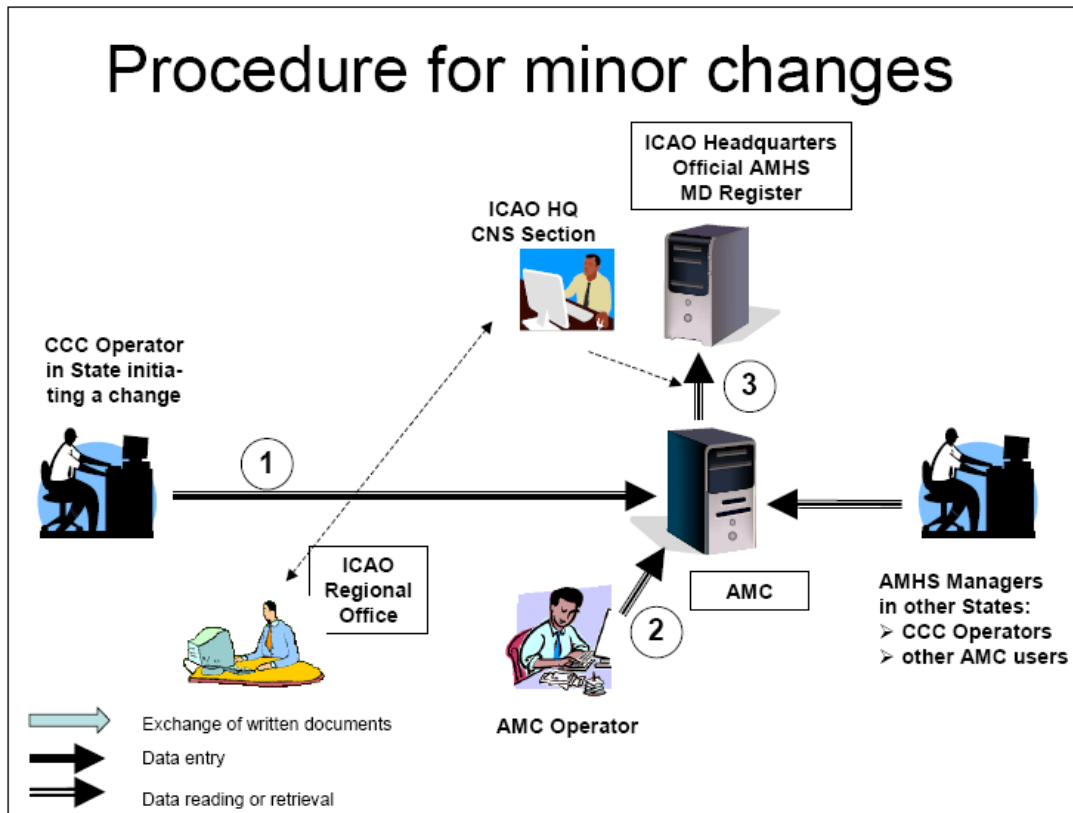 Procedure for minor changes
ICAO Headquarters
Official AMHS
MD Register
ICAO HQ
CNS Section
CCC Operator
in State initia-
ting a change
3
1
ICAO
Regional
Office
AMC
2
AMHS Managers
in other States:
➢ CCC Operators
➢ other AMC users
AMC Operator
Exchange of written documents
Data entry
Data reading or retrieval